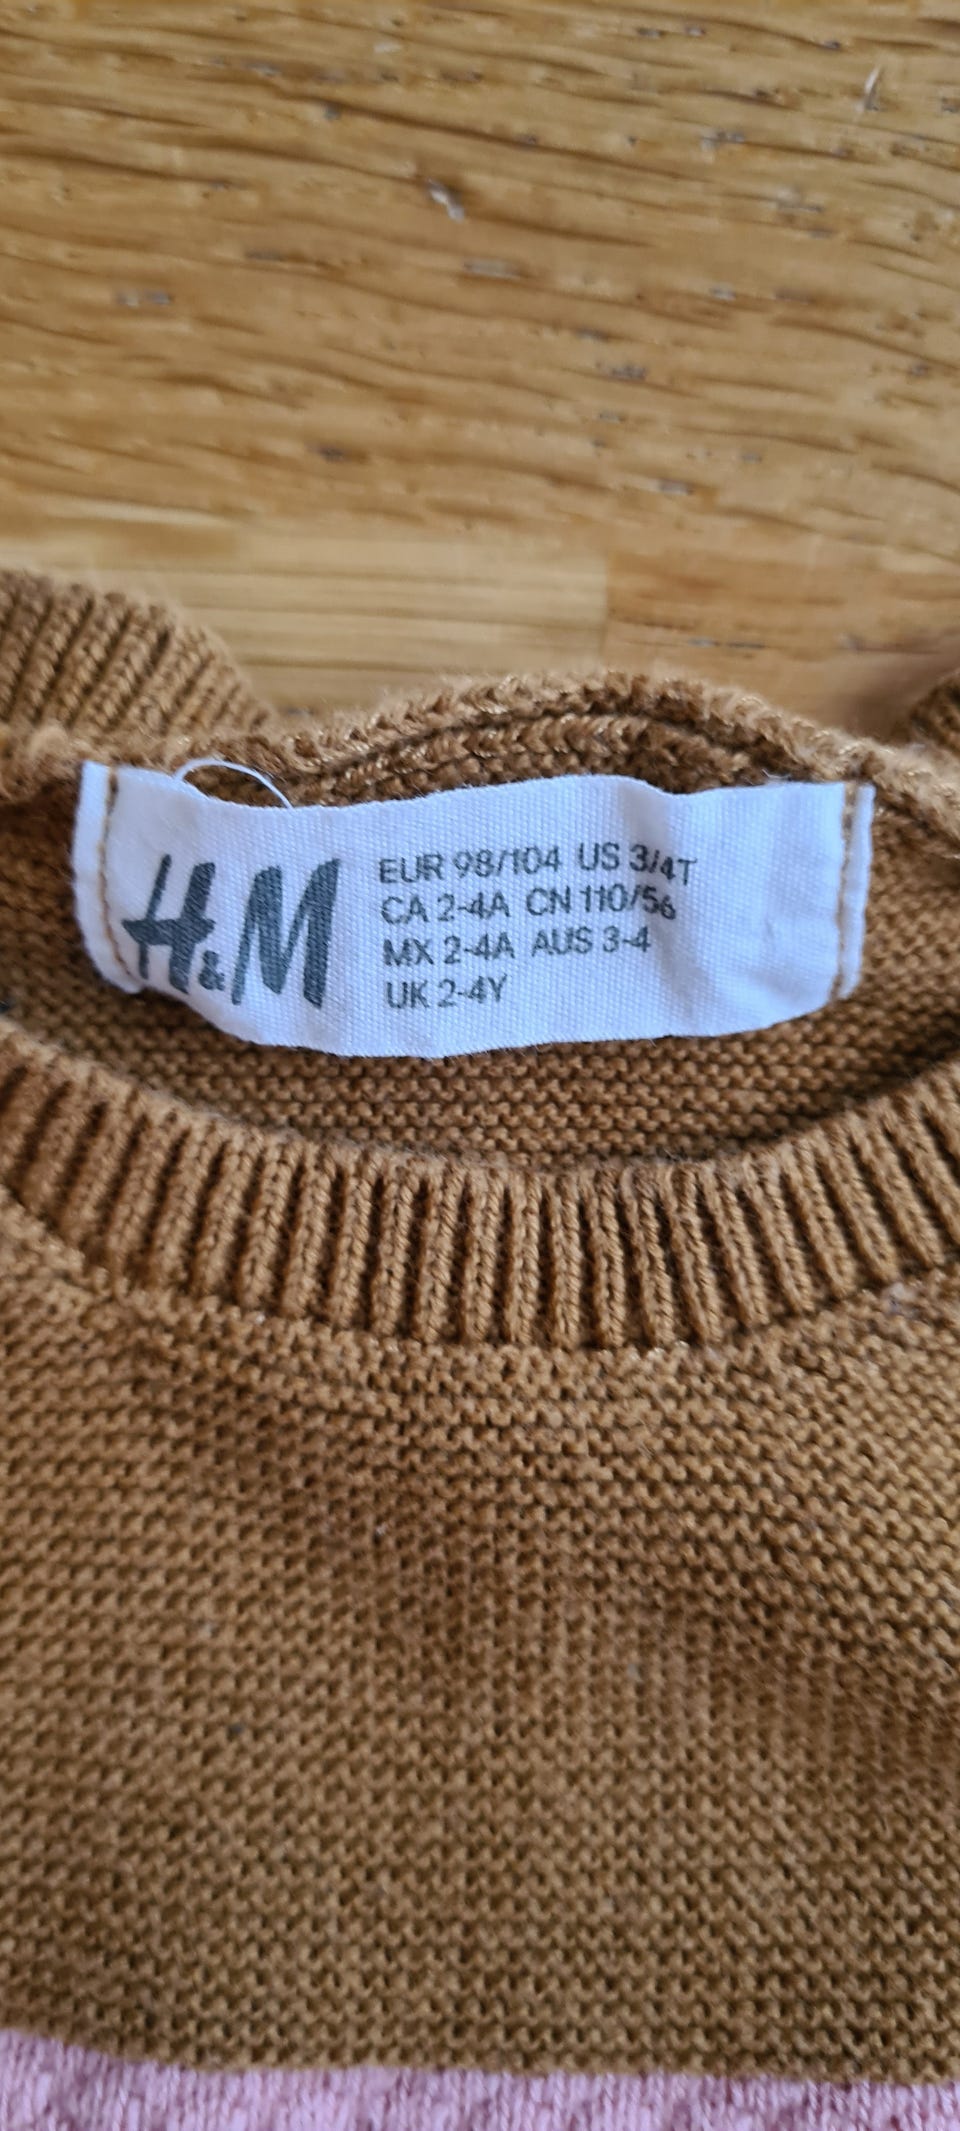 H&M
EUR 98/104 US 3/4T
CA 2-4A CN 110/56
MX 2-4A AUS 3-4
UK 2-4Y